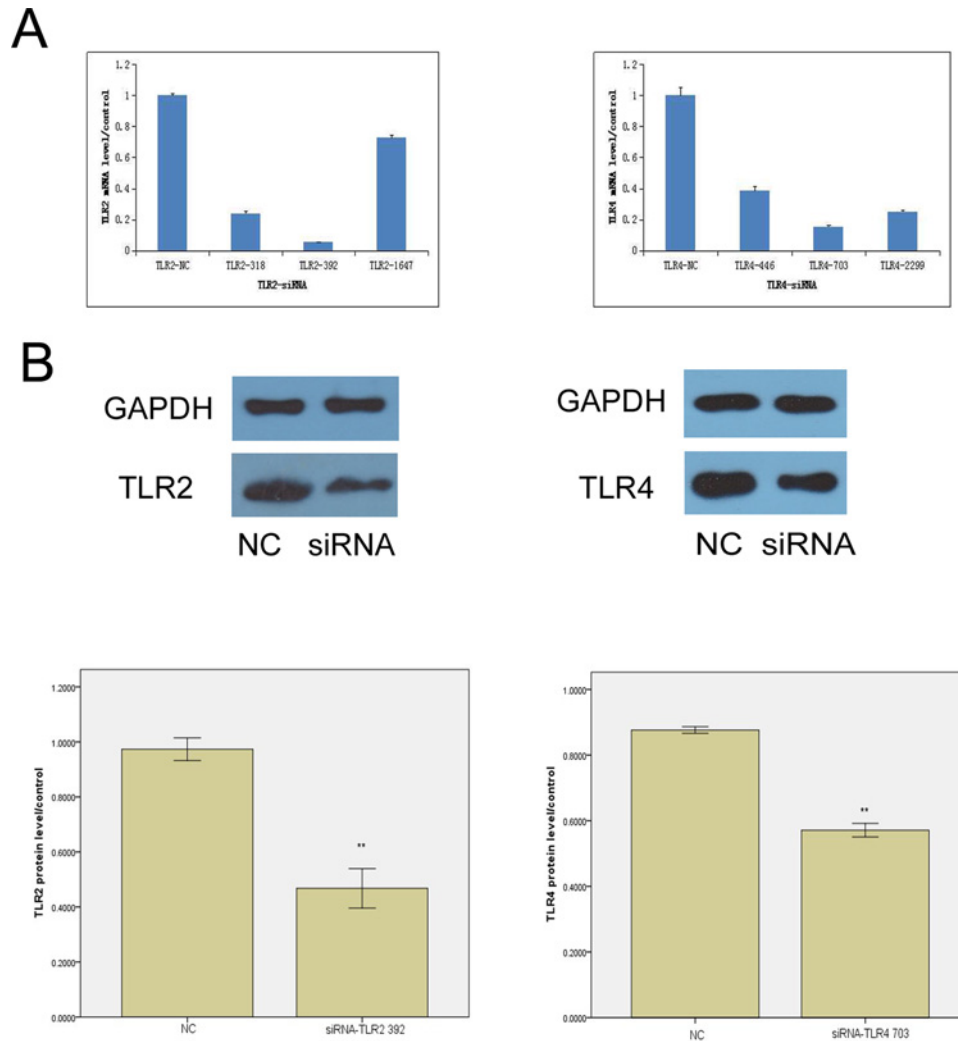 A
TLR2 mRNA level/control
1.2
1
0.8
0.6
0.4
0.2
0
TLR2-NC TLR2-318 TLR2-392 TLR2-1647
TLR2-siRNA
TLR4 mRNA level/control
1.2
1
0.8
0.6
0.4
0.2
0
TLR4-NC TLR4-446 TLR4-703 TLR4-2299
TLR4-siRNA
B
GAPDH
TLR2
NC siRNA
GAPDH
TLR4
NC siRNA
TLR2 protein level/control
1.2000
1.0000
0.8000
0.6000
0.4000
0.2000
0.0000
**
NC siRNA-TLR2 392
TLR4 protein level/control
1.0000
0.8000
0.6000
0.4000
0.2000
0.0000
**
NC siRNA-TLR4 703